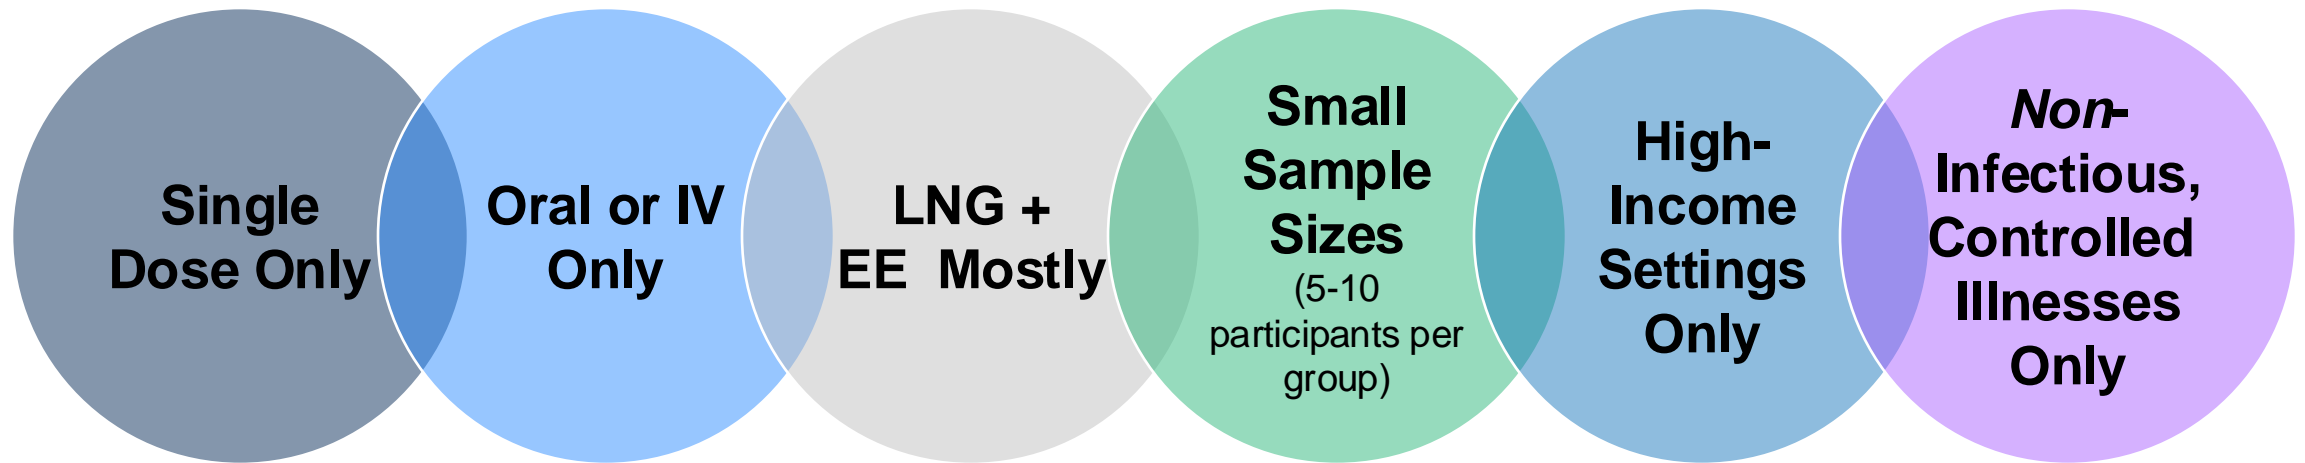 Single
Dose Only
Oral or IV
Only
LNG +
EE  Mostly
Small
Sample
Sizes
(5-10
participants per
group)
High-
Income
Settings
Only
Non-
Infectious,
Controlled
Illnesses
Only